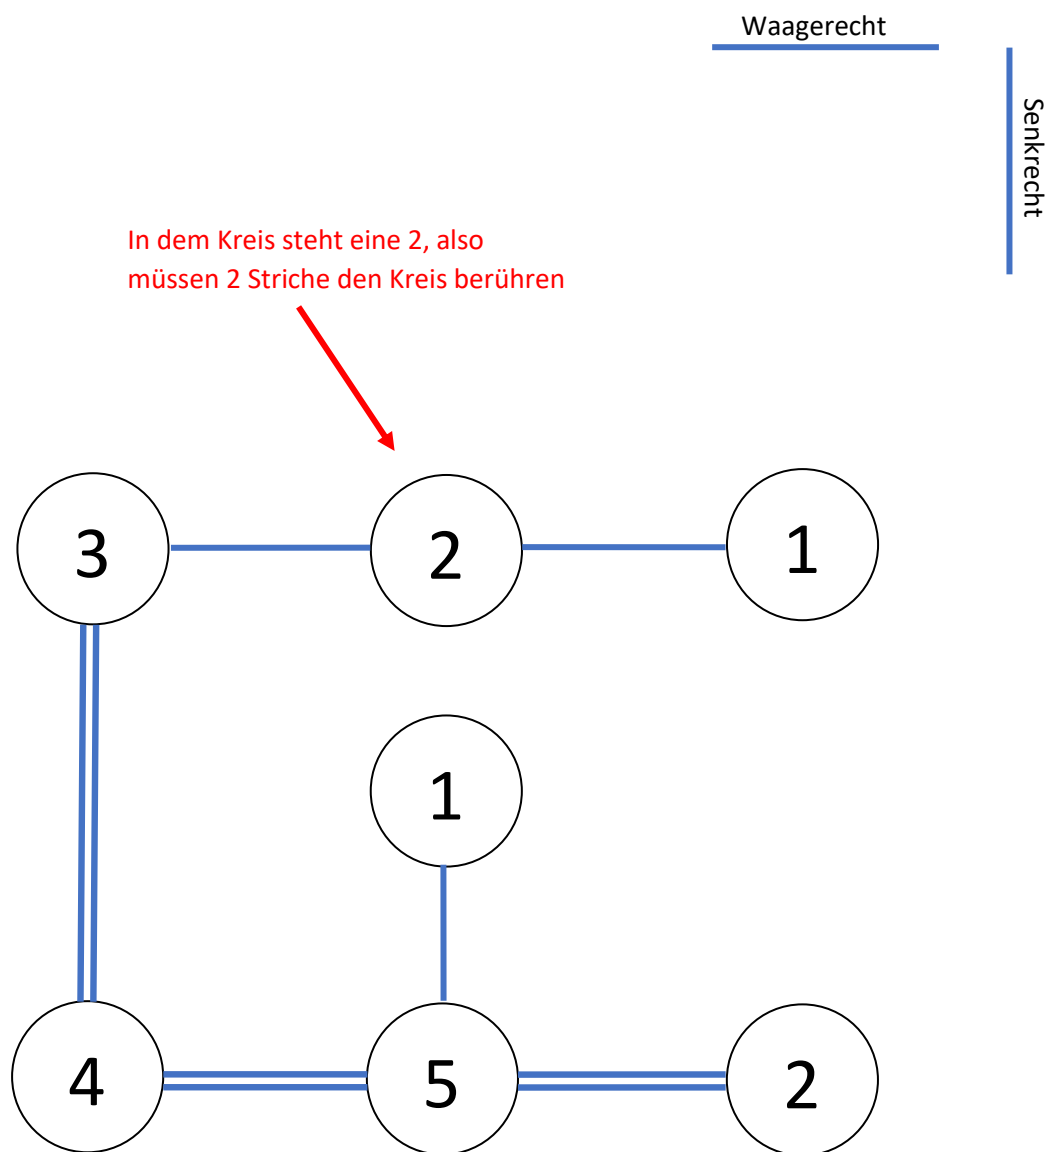 Waagerecht
Senkrecht
In dem Kreis steht eine 2, also
müssen 2 Striche den Kreis berühren
3 2 1
1
4 5 2